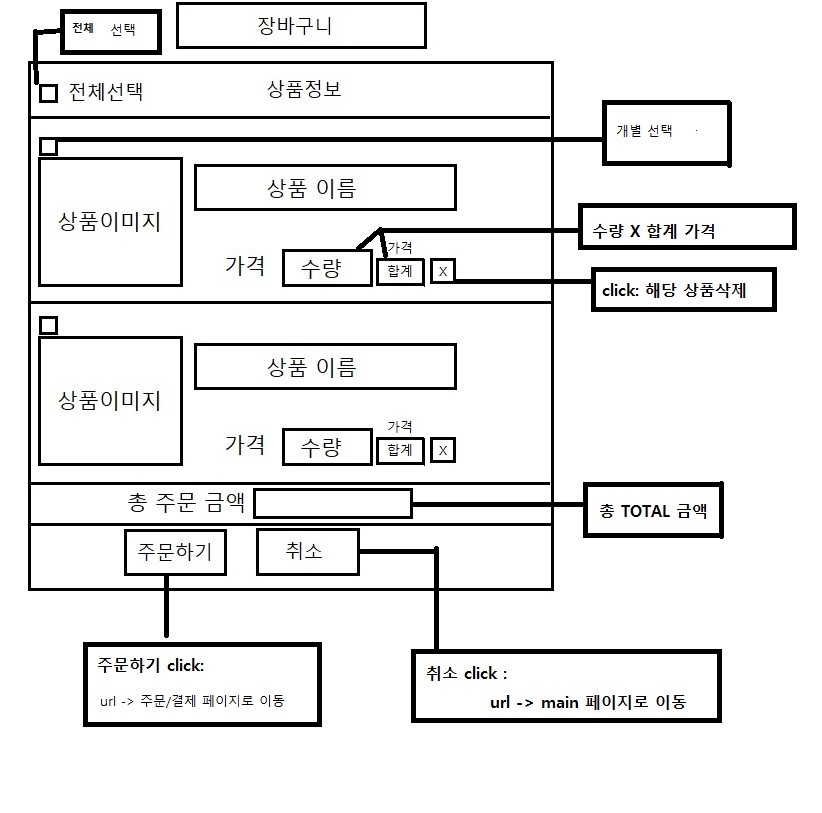 전체 선택
장바구니
전체선택
상품정보
개별 선택
상품이미지
상품 이름
수량 X 합계 가격
가격
수량
가격
합계
X
click: 해당 상품삭제
상품이미지
상품 이름
가격
수량
가격
합계
X
총 주문 금액
총 TOTAL 금액
주문하기
취소
주문하기 click:
url -> 주문/결제 페이지로 이동
취소 click :
url -> main 페이지로 이동